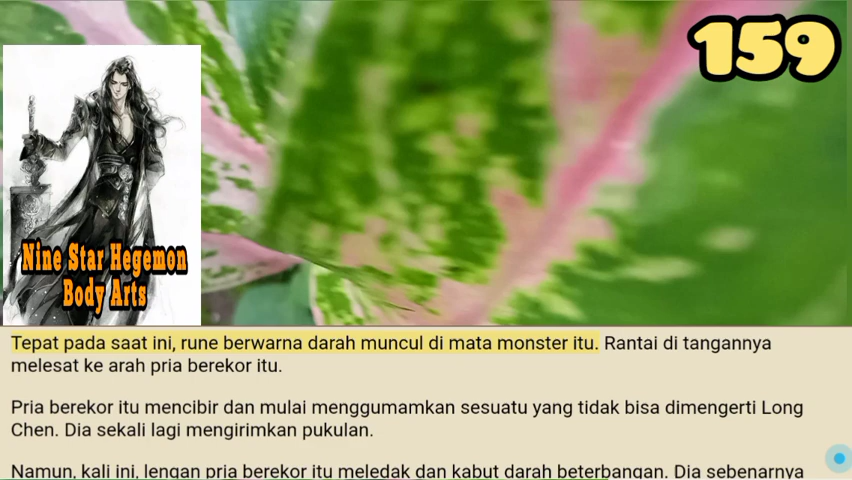 159
Nine Star Hegemon
Body Arts
Tepat pada saat ini, rune berwarna darah muncul di mata monster itu. Rantai di tangannya
melesat ke arah pria berekor itu.
Pria berekor itu mencibir dan mulai menggumamkan sesuatu yang tidak bisa dimengerti Long
Chen. Dia sekali lagi mengirimkan pukulan.
Namun, kali ini, lengan pria berekor itu meledak dan kabut darah beterbangan. Dia sebenarnya